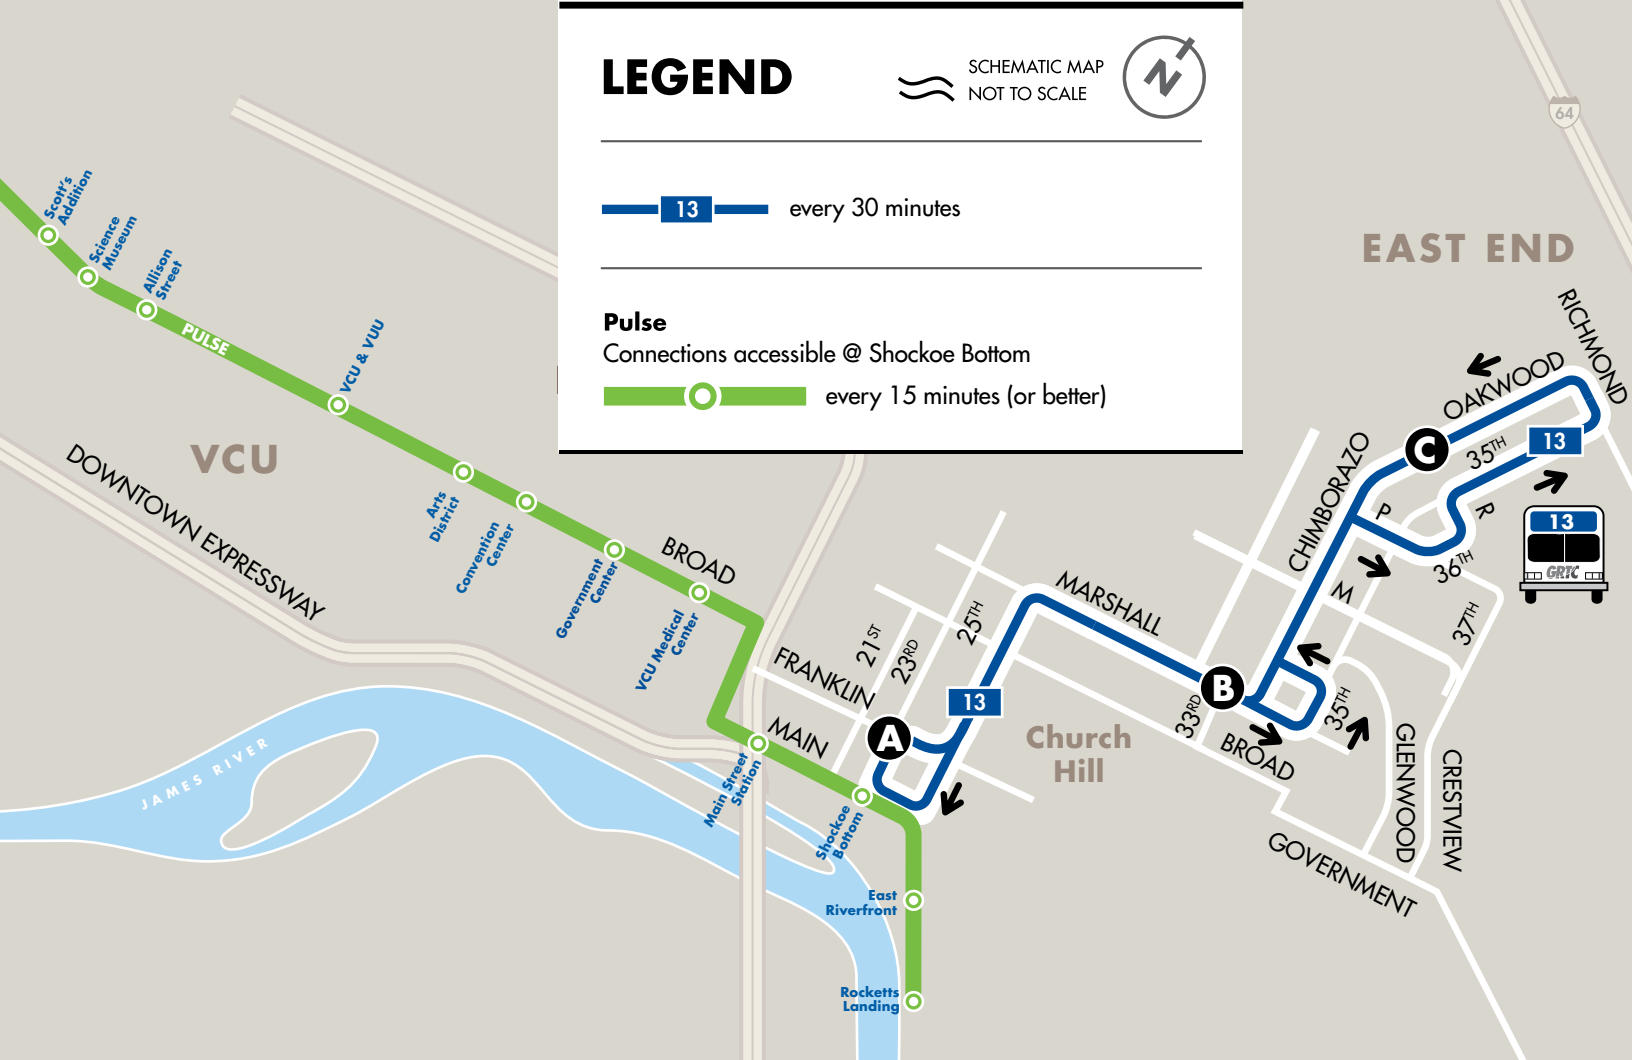 LEGEND
SCHEMATIC MAP
NOT TO SCALE
N
13
every 30 minutes
Pulse
Connections accessible @ Shockoe Bottom
every 15 minutes (or better)
64
EAST END
Scott's
Addition
Science
Museum
Allison
Street
PULSE
VCU & VUU
VCU
DOWNTOWN EXPRESSWAY
Arts
District
Convention
Center
Government
Center
BROAD
VCU Medical
Center
JAMES RIVER
FRANKLIN
MAIN
Main Street
Station
Shockoe
Bottom
East
Riverfront
Rocketts
Landing
21ST
23RD
25TH
A
13
MARSHALL
Church
Hill
33RD
B
BROAD
35TH
GOVERNMENT
GLENWOOD
CRESTVIEW
CHIMBORAZO
M
P
R
36TH
37TH
C
35TH
OAKWOOD
RICHMOND
13
13
GRTC